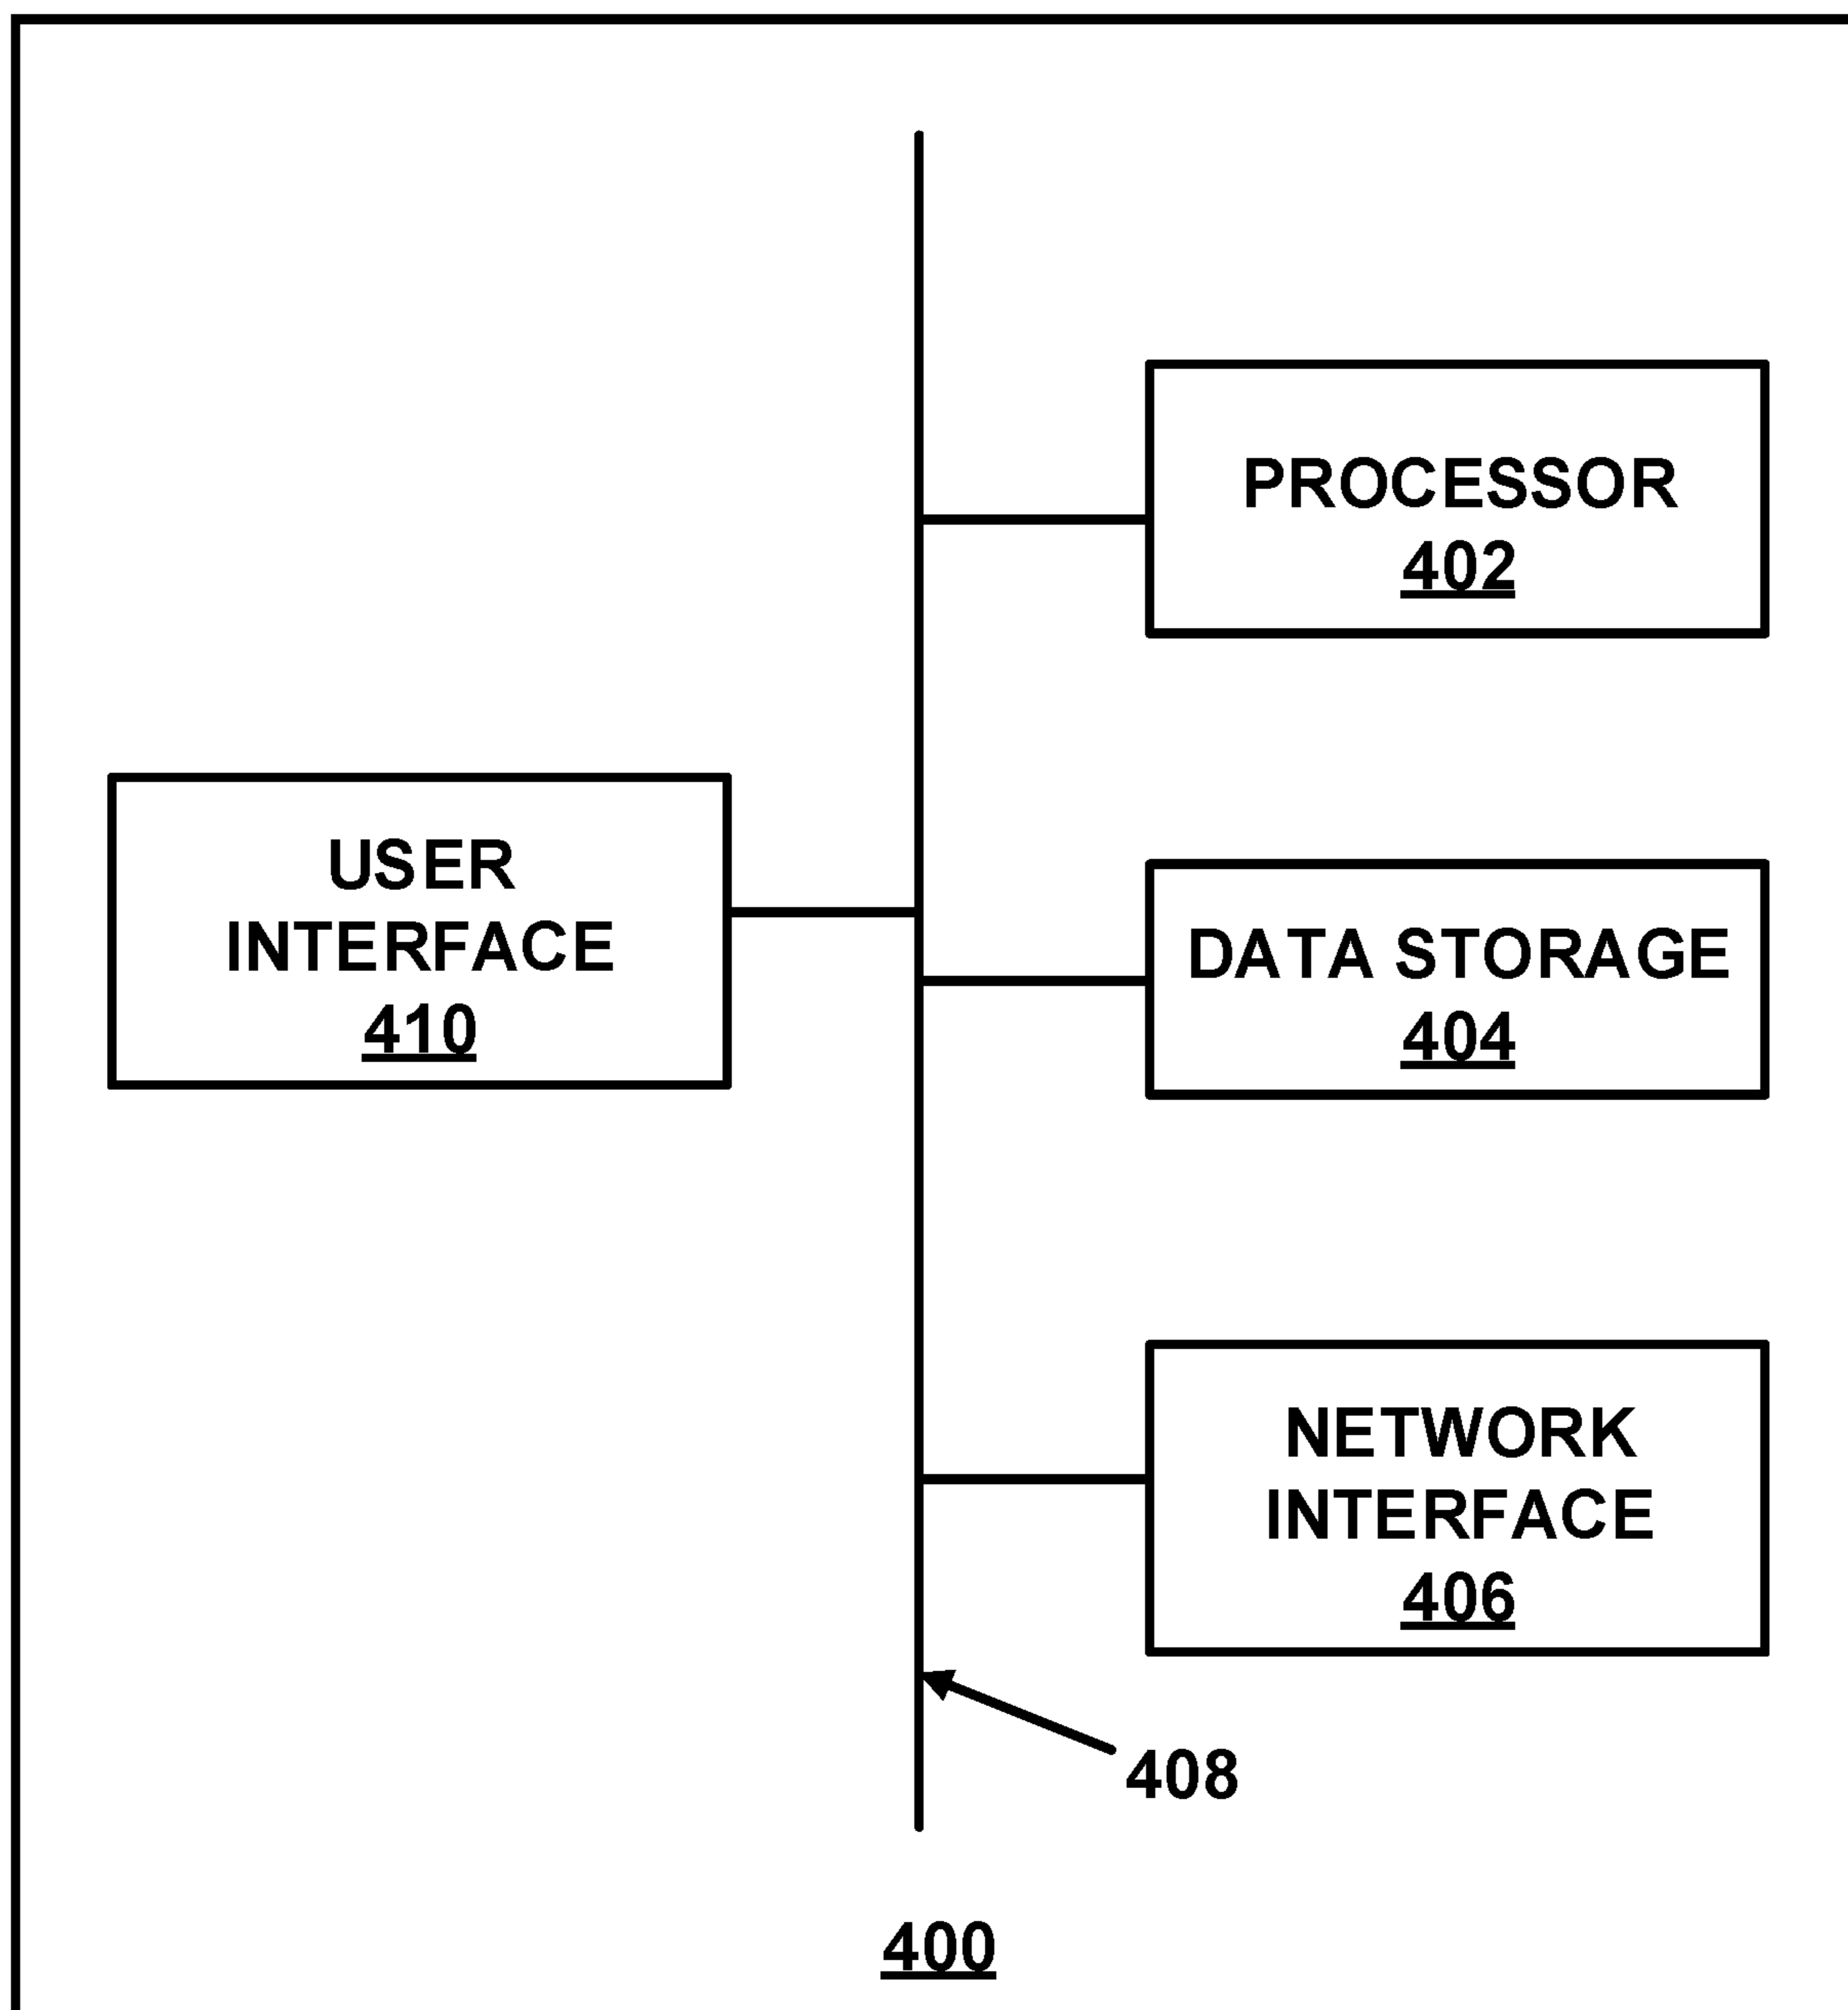 PROCESSOR
402
USER
INTERFACE
410
DATA STORAGE
404
NETWORK
INTERFACE
406
408
400